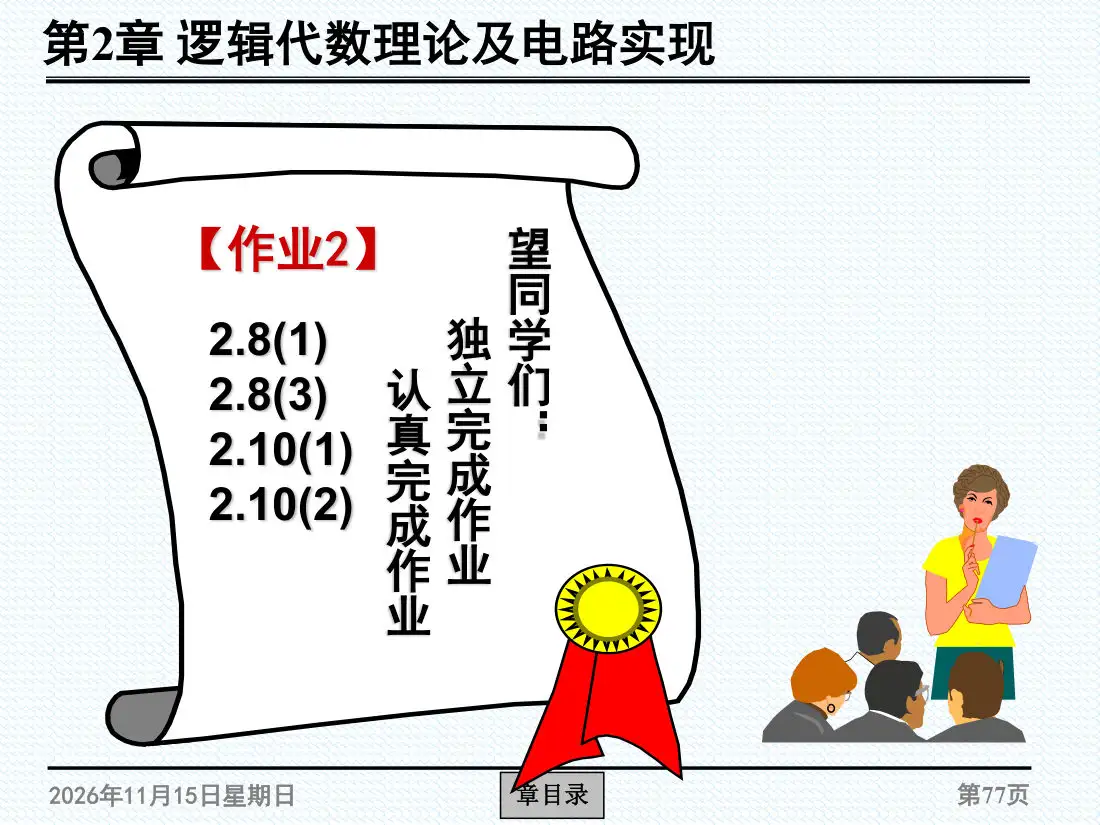 第2章 逻辑代数理论及电路实现
【作业2】
2.8(1)
2.8(3)
2.10(1)
2.10(2)
望同学们：
独立完成作业
认真完成作业
2026年11月15日星期日
章目录
第77页